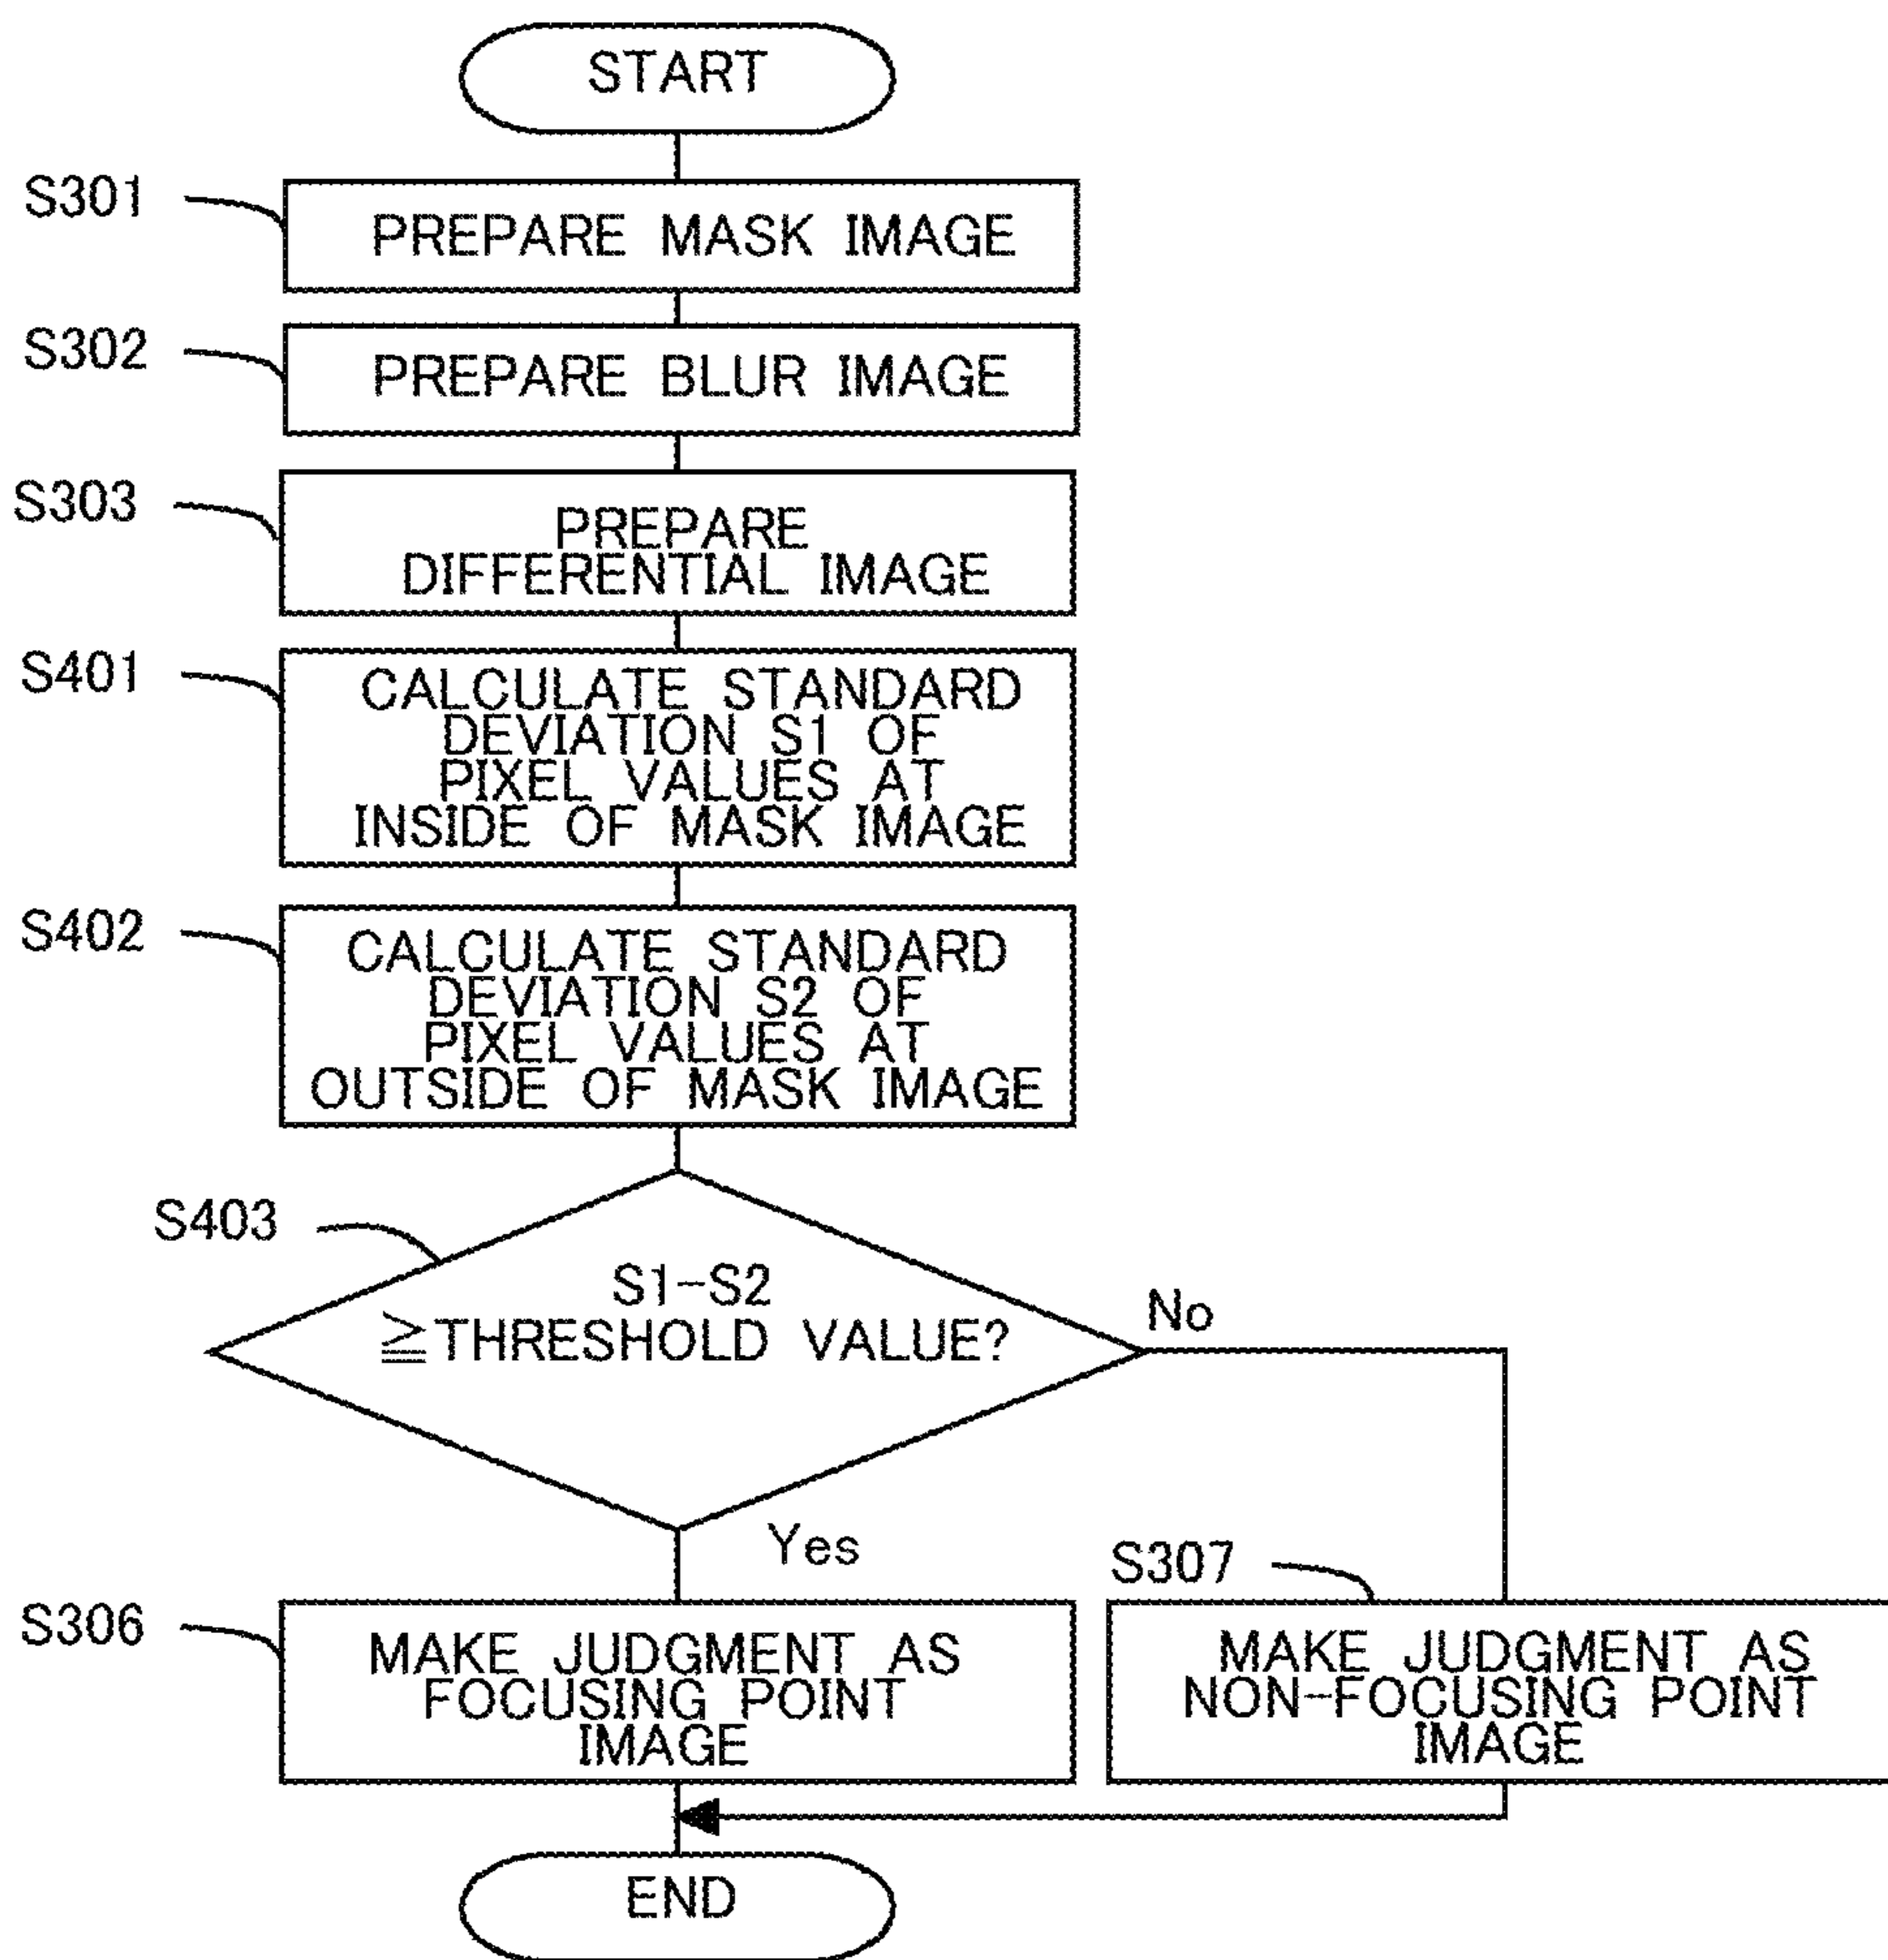 START
S301
PREPARE MASK IMAGE
S302
PREPARE BLUR IMAGE
S303
PREPARE
DIFFERENTIAL IMAGE
S401
CALCULATE STANDARD
DEVIATION S1 OF
PIXEL VALUES AT
INSIDE OF MASK IMAGE
S402
CALCULATE STANDARD
DEVIATION S2 OF
PIXEL VALUES AT
OUTSIDE OF MASK IMAGE
S403
S1-S2
≧THRESHOLD VALUE?
No
Yes
S306
MAKE JUDGMENT AS
FOCUSING POINT
IMAGE
S307
MAKE JUDGMENT AS
NON-FOCUSING POINT
IMAGE
END